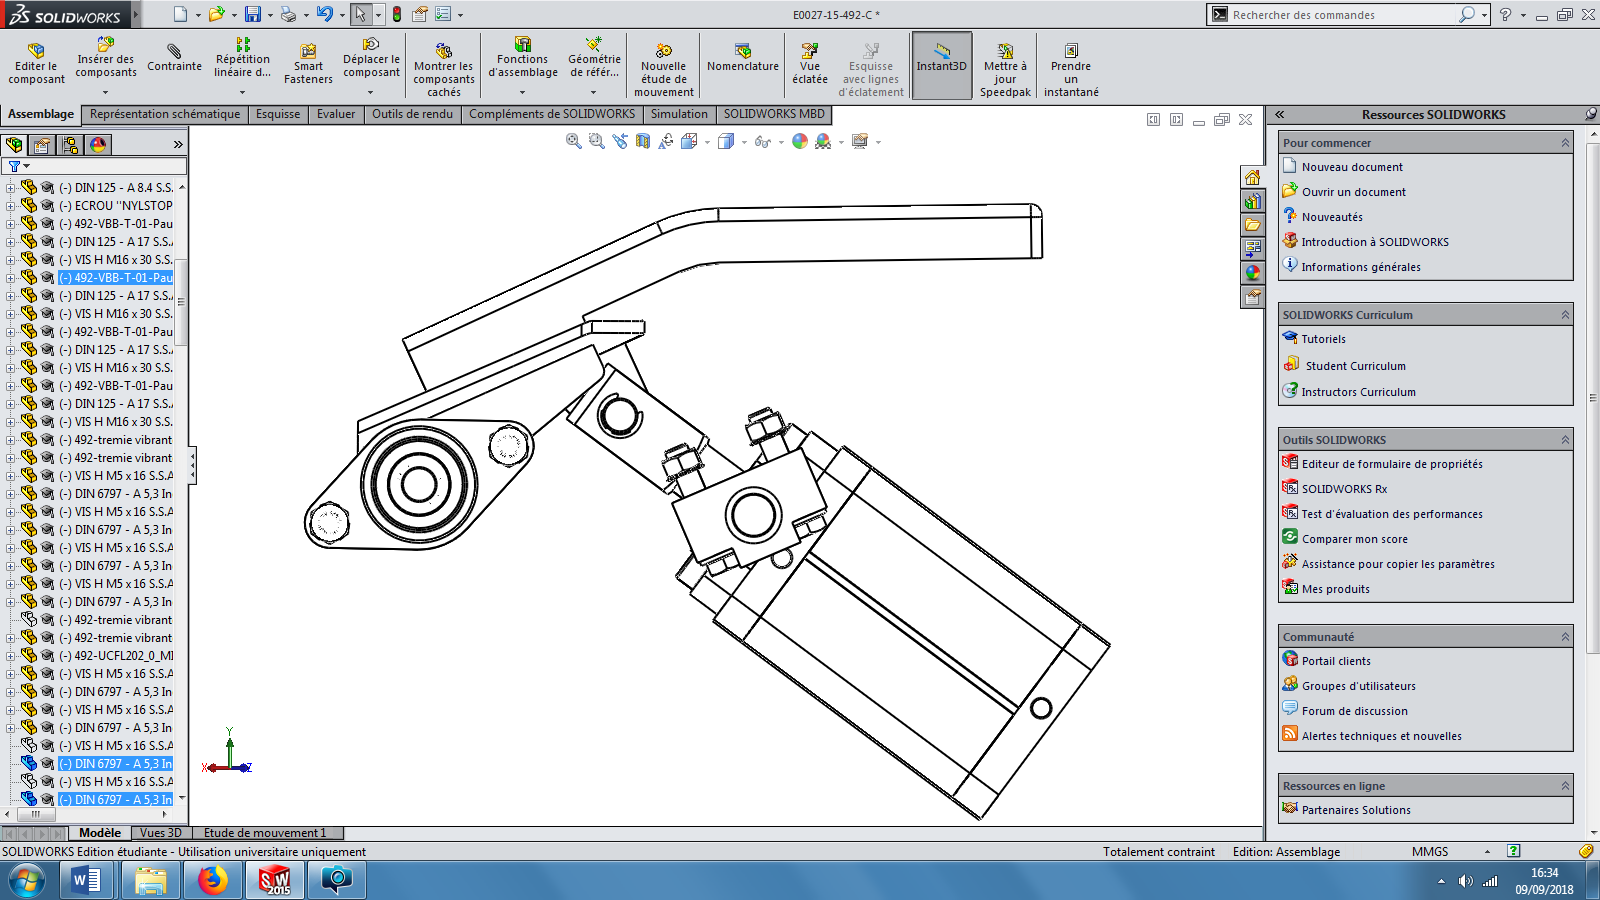 SOLIDWORKS
E0027-15-492-C *
Rechercher des commandes
Editer le composant
Insérer des composants
Contrainte
Répétition linéaire d...
Smart Fasteners
Déplacer le composant
Montrer les composants cachés
Fonctions d'assemblage
Géométrie de référ...
Nouvelle étude de mouvement
Nomenclature
Vue éclatée
Esquisse avec lignes d'éclatement
Instant3D
Mettre à jour Speedpak
Prendre un instantané
Assemblage
Représentation schématique
Esquisse
Evaluer
Outils de rendu
Compléments de SOLIDWORKS
Simulation
SOLIDWORKS MBD
(-) DIN 125 - A 8.4 S.S.
(-) ECROU "NYLSTOP
(-) 492-VBB-T-01-Pau
(-) DIN 125 - A 17 S.S.A
(-) VIS H M16 x 30 S.S.
(-) 492-VBB-T-01-Pau
(-) DIN 125 - A 17 S.S.A
(-) VIS H M16 x 30 S.S.
(-) 492-VBB-T-01-Pau
(-) DIN 125 - A 17 S.S.A
(-) VIS H M16 x 30 S.S.
(-) 492-VBB-T-01-Pau
(-) DIN 125 - A 17 S.S.A
(-) VIS H M16 x 30 S.S.
(-) 492-tremie vibrant
(-) 492-tremie vibrant
(-) VIS H M5 x 16 S.S.A
(-) DIN 6797 - A 5,3 In
(-) VIS H M5 x 16 S.S.A
(-) DIN 6797 - A 5,3 In
(-) VIS H M5 x 16 S.S.A
(-) DIN 6797 - A 5,3 In
(-) VIS H M5 x 16 S.S.A
(-) DIN 6797 - A 5,3 In
(-) 492-tremie vibrant
(-) 492-tremie vibrant
(-) 492-UCFL202_0_MI
(-) VIS H M5 x 16 S.S.A
(-) DIN 6797 - A 5,3 In
(-) VIS H M5 x 16 S.S.A
(-) DIN 6797 - A 5,3 In
(-) VIS H M5 x 16 S.S.A
(-) DIN 6797 - A 5,3 In
(-) VIS H M5 x 16 S.S.A
(-) DIN 6797 - A 5,3 In
Y
X
Z
Ressources SOLIDWORKS
Pour commencer
Nouveau document
Ouvrir un document
Nouveautés
Introduction à SOLIDWORKS
Informations générales
SOLIDWORKS Curriculum
Tutoriels
Student Curriculum
Instructors Curriculum
Outils SOLIDWORKS
Editeur de formulaire de propriétés
SOLIDWORKS Rx
Test d'évaluation des performances
Comparer mon score
Assistance pour copier les paramètres
Mes produits
Communauté
Portail clients
Groupes d'utilisateurs
Forum de discussion
Alertes techniques et nouvelles
Ressources en ligne
Partenaires Solutions
Modèle
Vues 3D
Etude de mouvement 1
SOLIDWORKS Edition étudiante - Utilisation universitaire uniquement
Totalement contraint
Edition: Assemblage
MMGS
16:34
09/09/2018